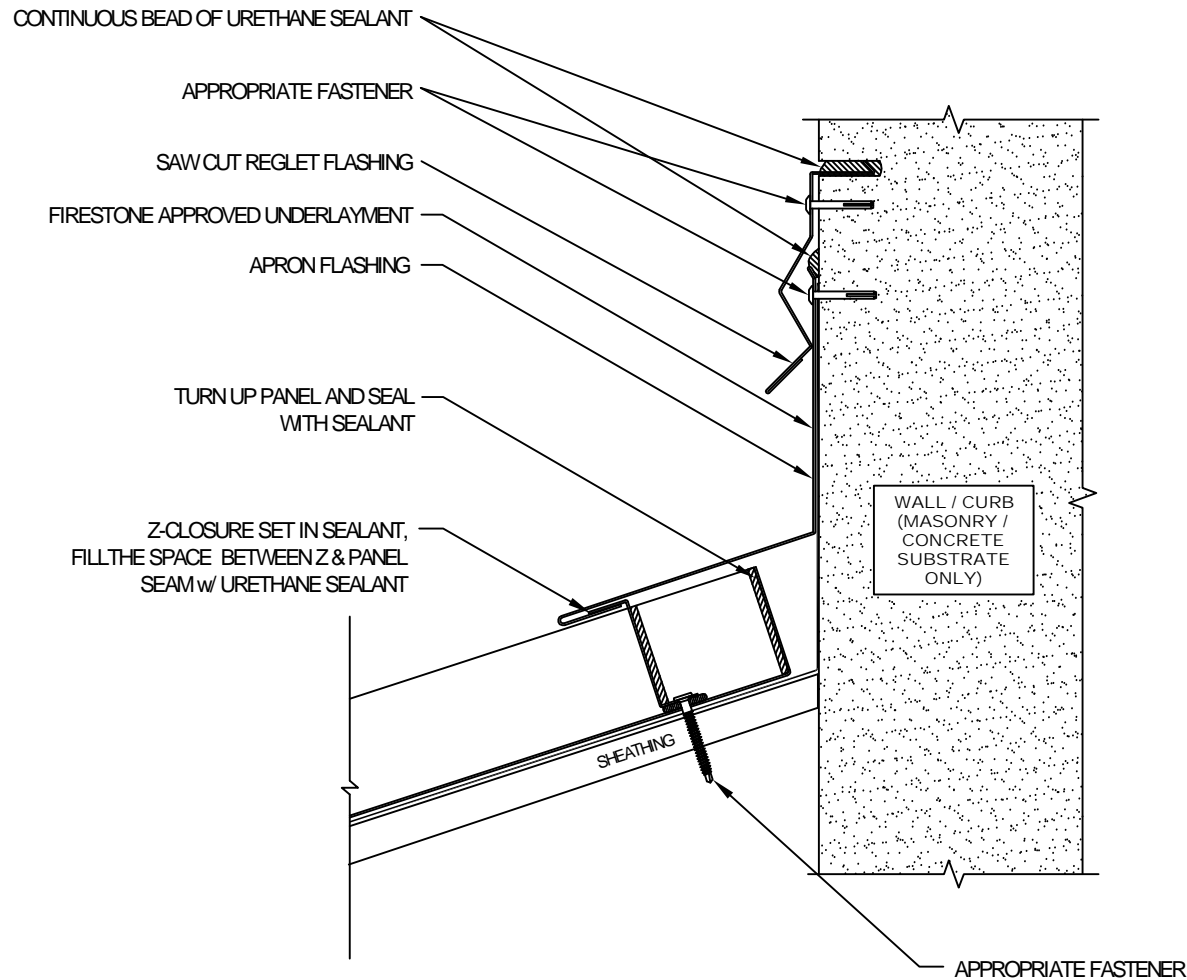 CONTINUOUS BEAD OF URETHANE SEALANT
APPROPRIATE FASTENER
SAW CUT REGLET FLASHING
FIRESTONE APPROVED UNDERLAYMENT
APRON FLASHING
TURN UP PANEL AND SEAL
WITH SEALANT
Z-CLOSURE SET IN SEALANT,
FILL THE SPACE BETWEEN Z & PANEL
SEAM w/ URETHANE SEALANT
WALL / CURB
(MASONRY /
CONCRETE
SUBSTRATE
ONLY)
SHEATHING
APPROPRIATE FASTENER